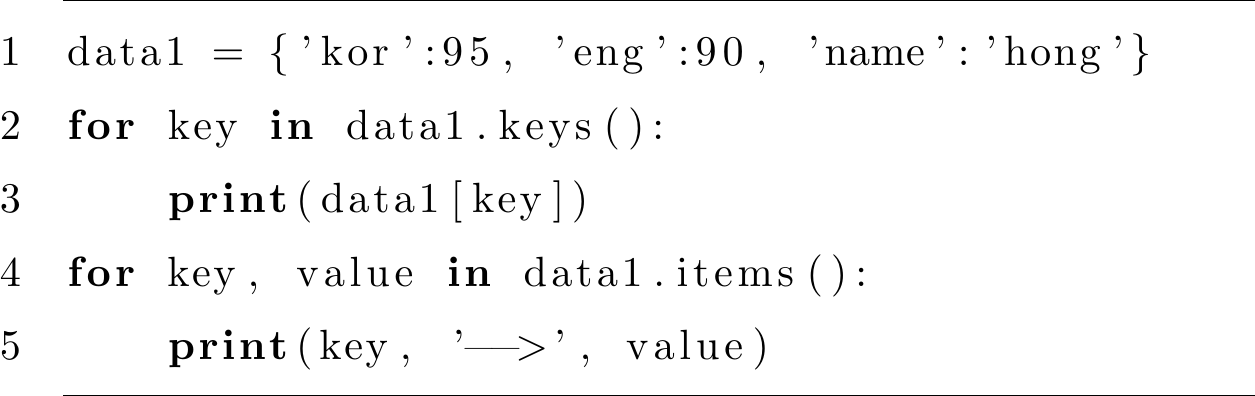 1 data1 = {'kor':95, 'eng':90, 'name':'hong'}
2 for key in data1.keys():
3     print(data1[key])
4 for key, value in data1.items():
5     print(key, '—>', value)